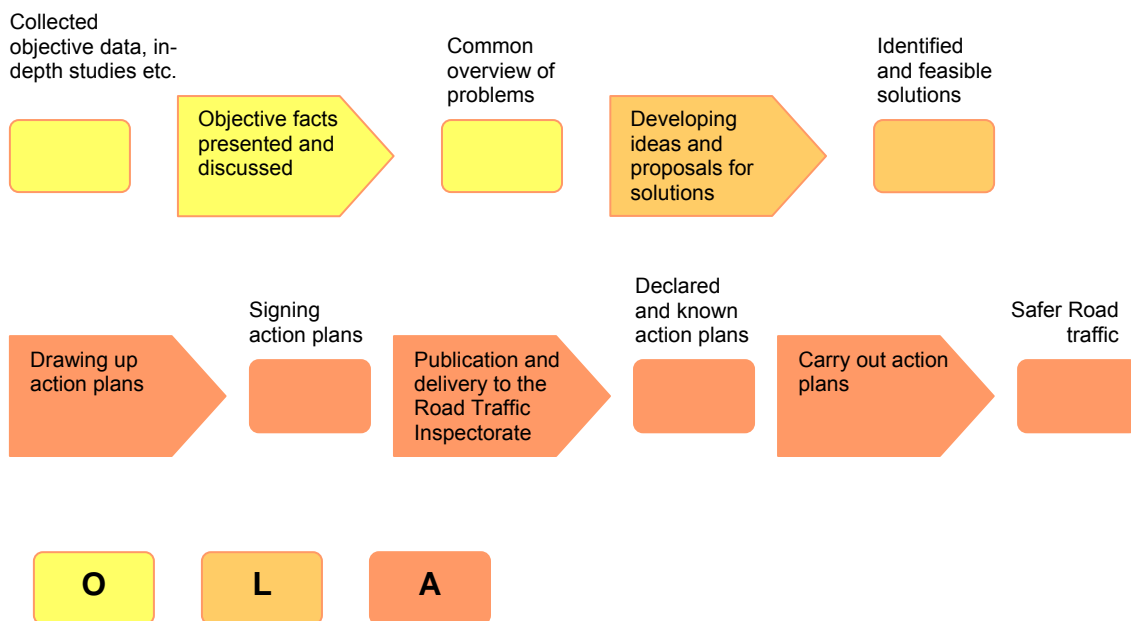 Collected
objective data, in-
depth studies etc.
Objective facts
presented and
discussed
Common
overview of
problems
Developing
ideas and
proposals for
solutions
Identified
and feasible
solutions
Drawing up
action plans
Signing
action plans
Publication and
delivery to the
Road Traffic
Inspectorate
Declared
and known
action plans
Carry out action
plans
Safer Road
traffic
O
L
A